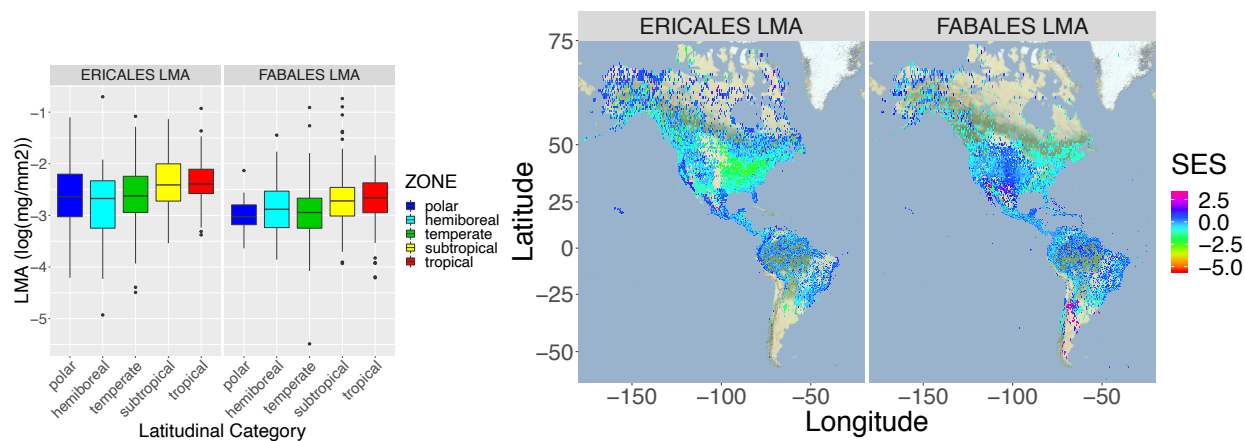 ERICALES LMA
FABALES LMA
LMA (log(mg/mm2))
−1
−2
−3
−4
−5
polar
hemiboreal
temperate
subtropical
tropical
polar
hemiboreal
temperate
subtropical
tropical
Latitudinal Category
ZONE
polar
hemiboreal
temperate
subtropical
tropical
ERICALES LMA
FABALES LMA
Latitude
75
50
25
0
−25
−50
−150
−100
−50
−150
−100
−50
Longitude
SES
2.5
0.0
−2.5
−5.0